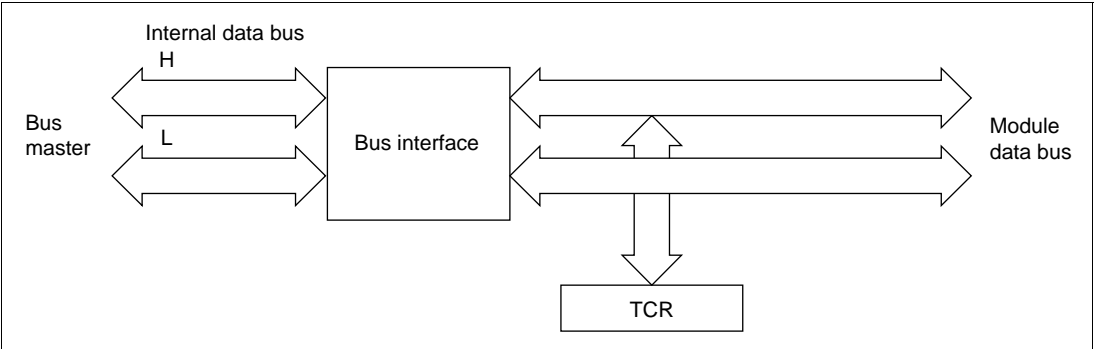 Internal data bus
H
Bus
master
L
Bus interface
Module
data bus
TCR